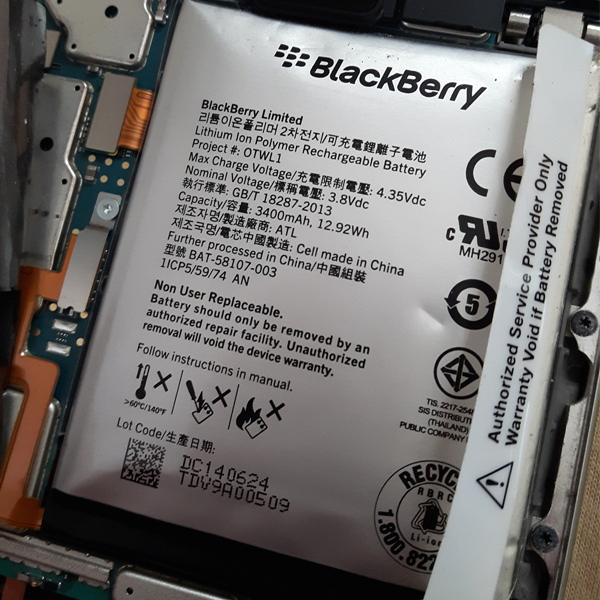 BlackBerry
BlackBerry Limited
리튬이온폴리머 2차전지/可充電鋰離子電池
Lithium Ion Polymer Rechargeable Battery
Project #: OTWL1
Max Charge Voltage/充電限制電壓: 4.35Vdc
Nominal Voltage/標稱電壓: 3.8Vdc
執行標準: GB/T 18287-2013
Capacity/容量: 3400mAh, 12.92Wh
제조자명/製造廠商: ATL
제조국명/電芯中國製造: Cell made in China
Further processed in China/中國組裝
型號 BAT-58107-003
1ICP5/59/74 AN
Non User Replaceable.
Battery should only be removed by an
authorized repair facility. Unauthorized
removal will void the device warranty.
Follow instructions in manual.
>60°C/140°F
Lot Code/生產日期:
DC140624
TDV9A00509
CE
c RU
MH291
5
TIS. 2217-254
SIS DISTRIBUT
(THAILAND)
PUBLIC COMPANY
RECYC
RBRC
Li-ion
1.800.82
Authorized Service Provider Only
Warranty Void if Battery Removed